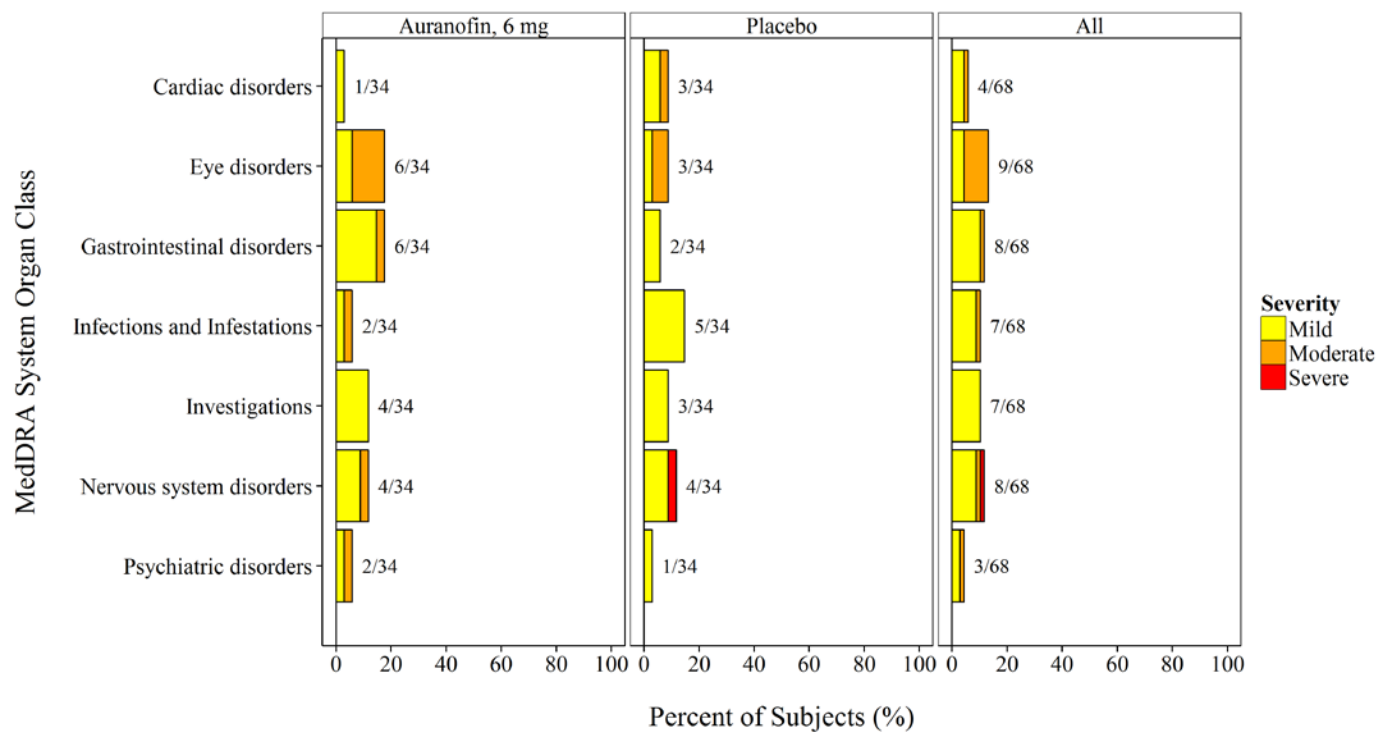 Auranofin, 6 mg Placebo All
MedDRA System Organ Class
Cardiac disorders 1/34 3/34 4/68
Eye disorders 6/34 3/34 9/68
Gastrointestinal disorders 6/34 2/34 8/68
Infections and Infestations 2/34 5/34 7/68
Investigations 4/34 3/34 7/68
Nervous system disorders 4/34 4/34 8/68
Psychiatric disorders 2/34 1/34 3/68
Severity
Mild
Moderate
Severe
0 20 40 60 80 100 0 20 40 60 80 100 0 20 40 60 80 100
Percent of Subjects (%)